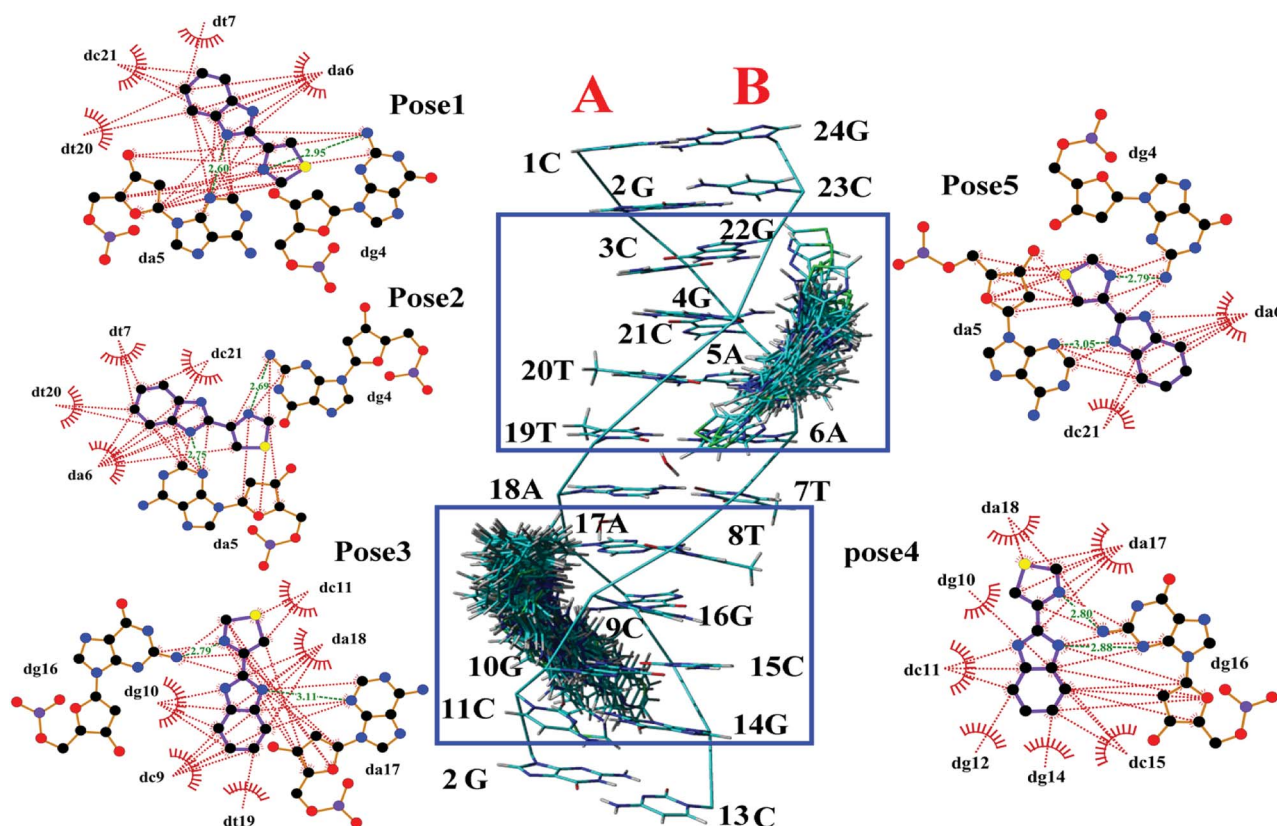 dt7
dc21
da6
Pose1
dt20
2.95
2.60
da5
dg4
Pose2
dt7
dc21
2.69
dt20
dg4
da6
2.75
da5
Pose3
dc11
2.79
da18
dg16
dg10
3.11
dc9
da17
dt19
A
B
24G
1C
2 G
23C
22G
3C
4G
21C
5A
20T
19T
6A
18A
7T
17A
8T
9C
16G
10G
15C
11C
14G
2 G
13C
dg4
Pose5
2.79
da5
da6
3.05
dc21
pose4
da18
da17
dg10
2.80
2.88
dc11
dg16
dg12
dg14
dc15